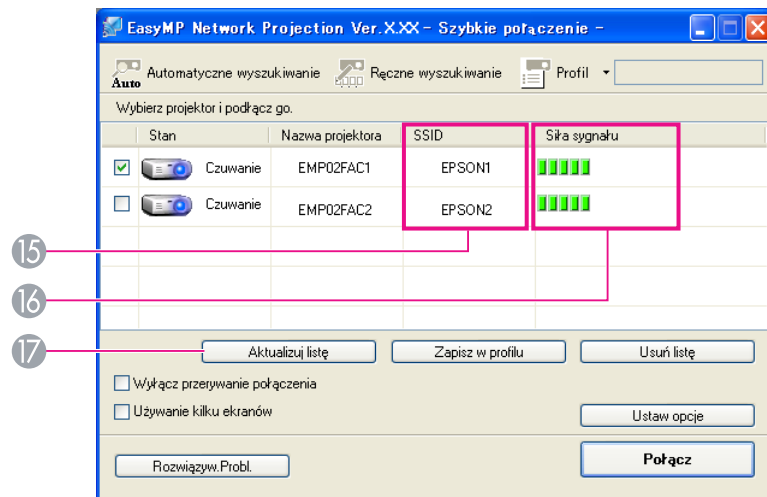 EasyMP Network Projection Ver.X.XX – Szybkie połączenie –
Auto Automatyczne wyszukiwanie Ręczne wyszukiwanie Profil
Wybierz projektor i podłącz go.
Stan Nazwa projektora SSID Siła sygnału
Czuwanie EMP02FAC1 EPSON1
Czuwanie EMP02FAC2 EPSON2
15
16
17 Aktualizuj listę Zapisz w profilu Usuń listę
Wyłącz przerywanie połączenia
Używanie kilku ekranów Ustaw opcje
Rozwiązyw.Probl. Połącz